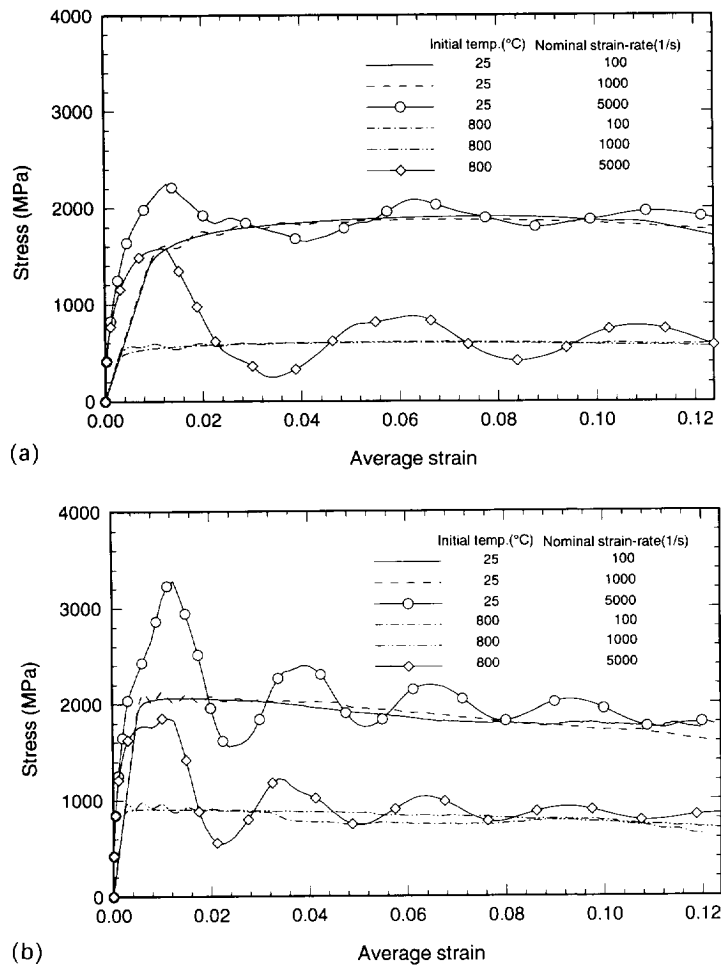 4000
3000
2000
1000
0
Stress (MPa)
Initial temp.(°C) Nominal strain-rate(1/s)
25 100
25 1000
25 5000
800 100
800 1000
800 5000
0.00 0.02 0.04 0.06 0.08 0.10 0.12
Average strain
(a)
4000
3000
2000
1000
0
Stress (MPa)
Initial temp.(°C) Nominal strain-rate(1/s)
25 100
25 1000
25 5000
800 100
800 1000
800 5000
0.00 0.02 0.04 0.06 0.08 0.10 0.12
Average strain
(b)